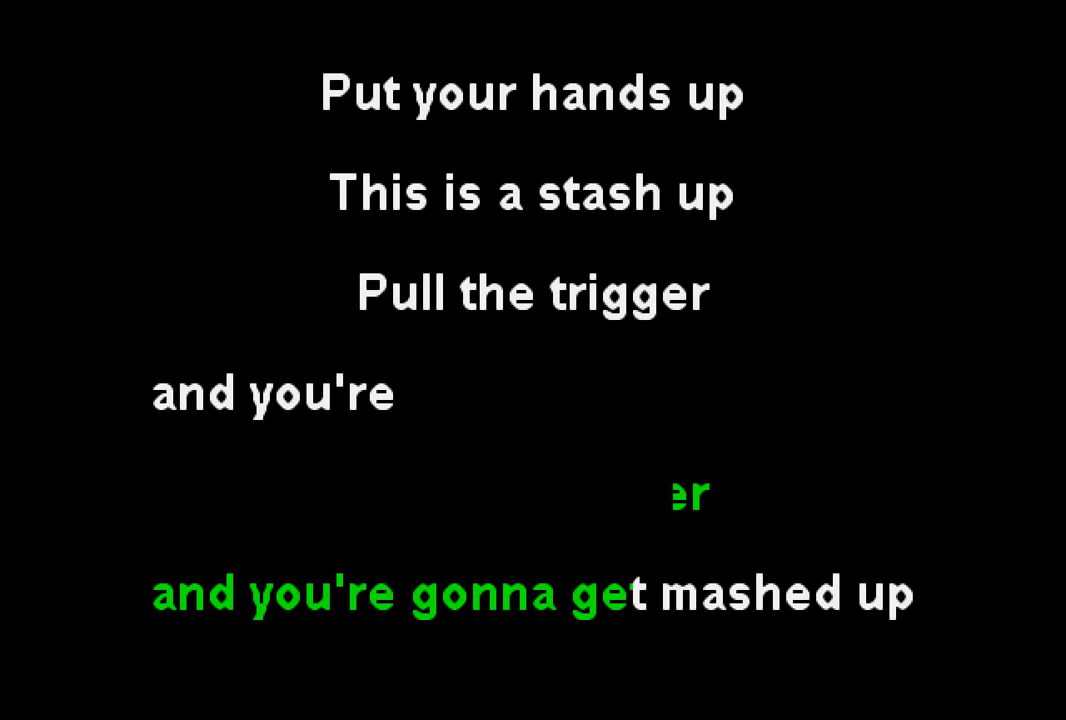 Put your hands up
This is a stash up
Pull the trigger
and you're
er
and you're gonna get mashed up